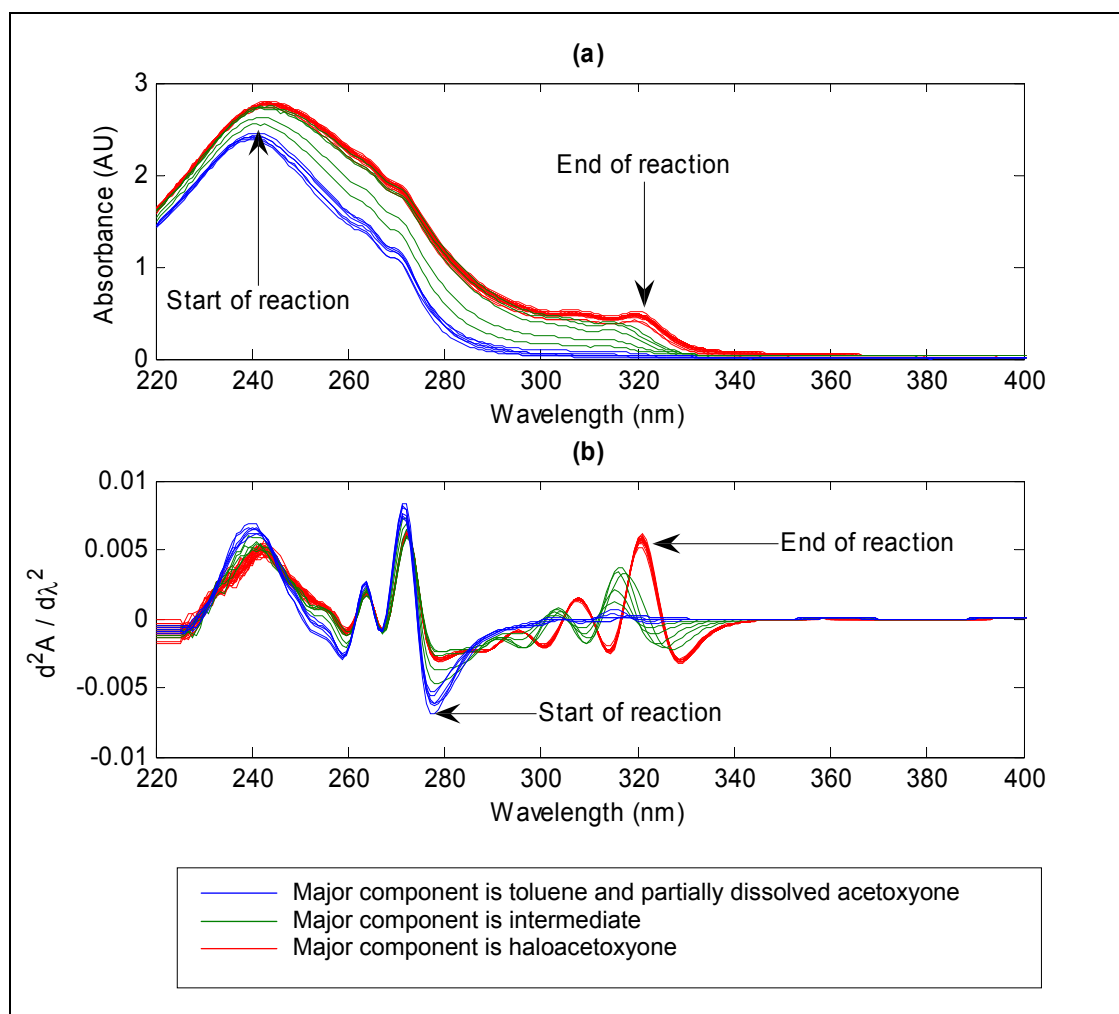 (a)
3
2
1
0
Absorbance (AU)
Start of reaction
End of reaction
220 240 260 280 300 320 340 360 380 400
Wavelength (nm)
(b)
0.01
0.005
0
-0.005
-0.01
d²A / dλ²
End of reaction
Start of reaction
220 240 260 280 300 320 340 360 380 400
Wavelength (nm)
Major component is toluene and partially dissolved acetoxyone
Major component is intermediate
Major component is haloacetoxyone